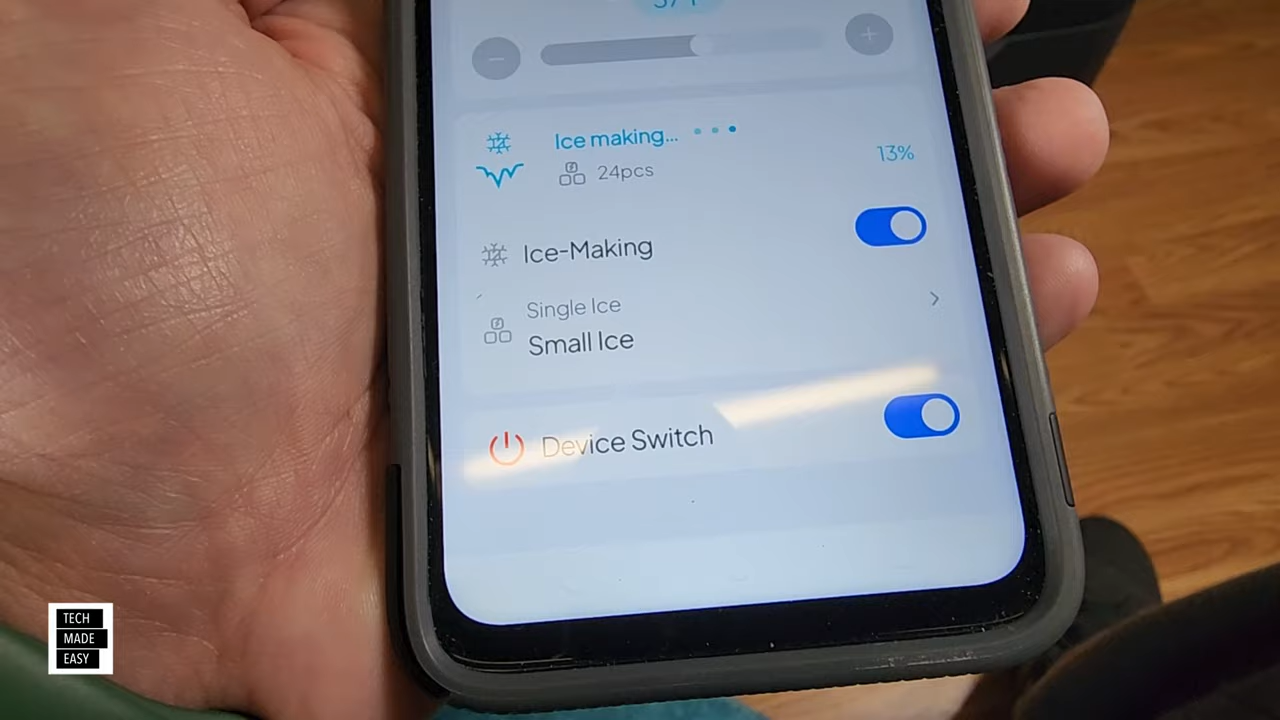 Ice making...
24pcs
13%
Ice-Making
Single Ice
Small Ice
Device Switch
TECH
MADE
EASY